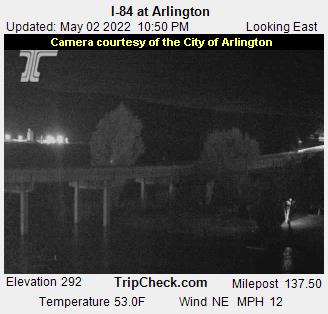 I-84 at Arlington
Updated: May 02 2022 10:50 PM Looking East
Camera courtesy of the City of Arlington
Elevation 292 TripCheck.com Milepost 137.50
Temperature 53.0F Wind NE MPH 12